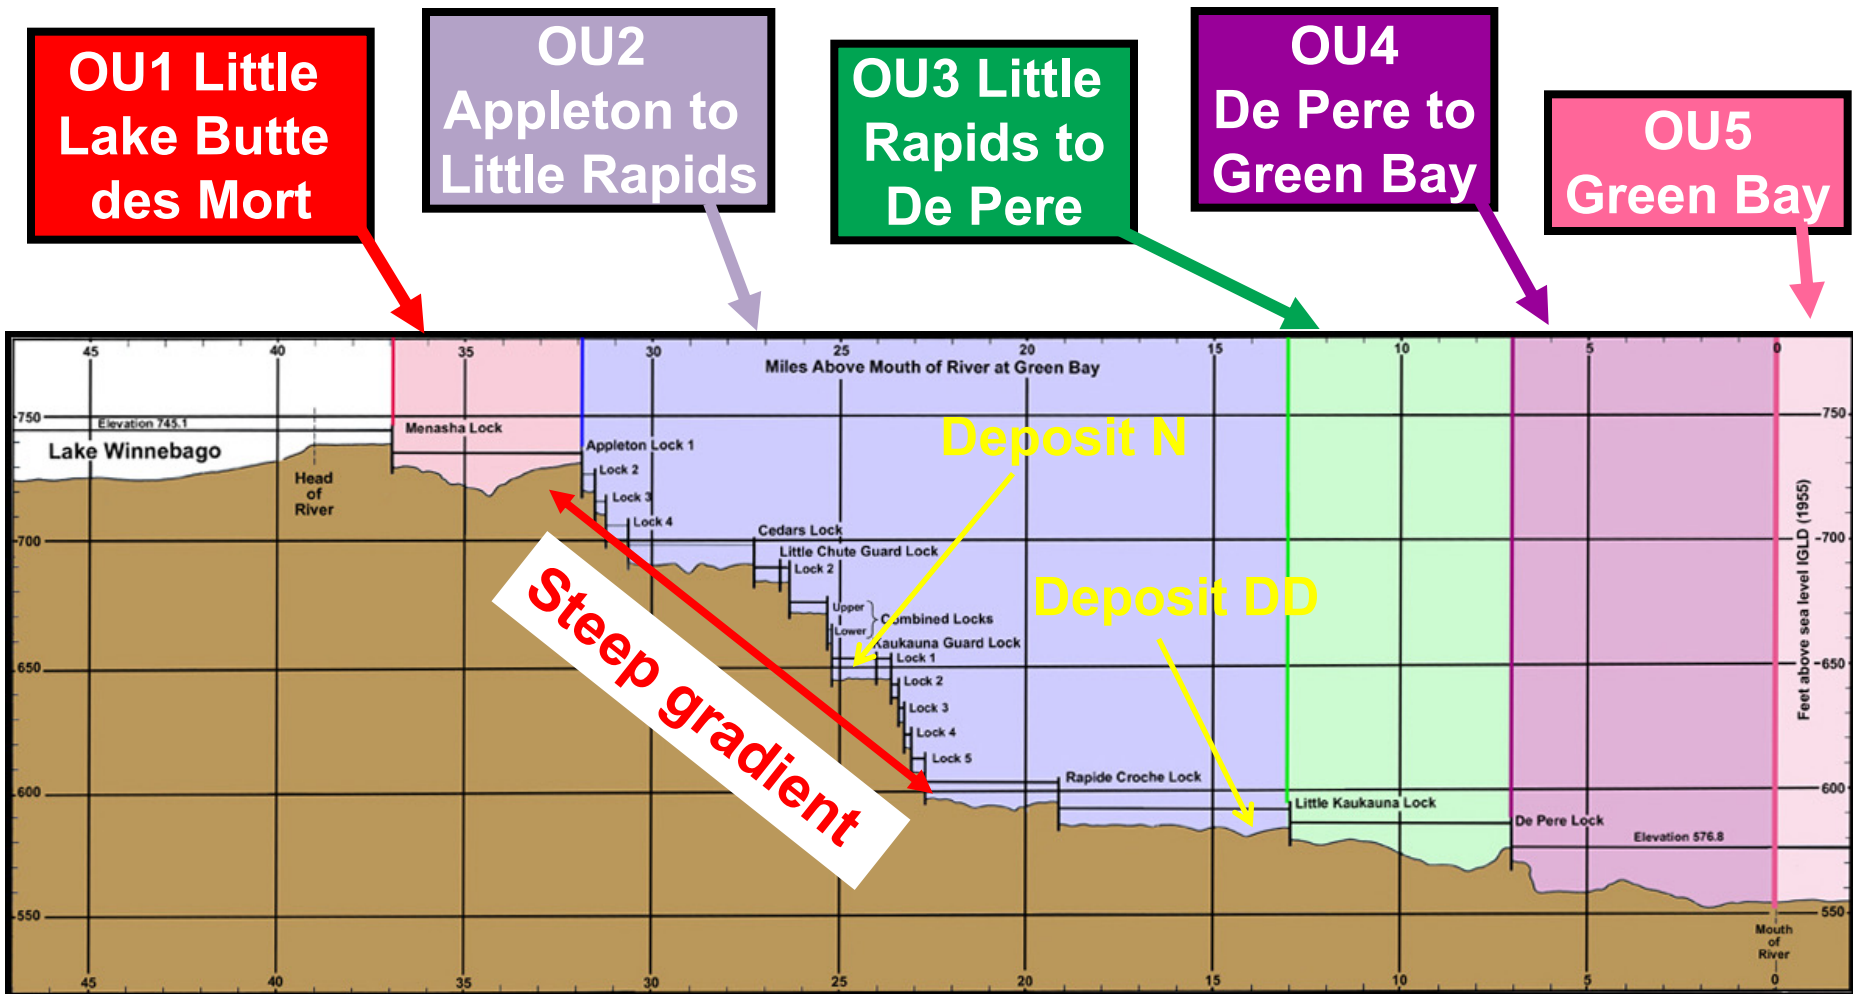 OU1 Little
Lake Butte
des Mort
OU2
Appleton to
Little Rapids
OU3 Little
Rapids to
De Pere
OU4
De Pere to
Green Bay
OU5
Green Bay
45
40
35
30
25
20
15
10
5
0
Miles Above Mouth of River at Green Bay
750
750
Elevation 745.1
Lake Winnebago
Head
of
River
Menasha Lock
Appleton Lock 1
Lock 2
Lock 3
Lock 4
Deposit N
700
700
Cedars Lock
Little Chute Guard Lock
Lock 2
Steep gradient
Upper
Lower
Combined Locks
Kaukauna Guard Lock
Lock 1
Lock 2
Lock 3
Lock 4
Lock 5
Deposit DD
650
650
Feet above sea level IGLD (1955)
600
600
Rapide Croche Lock
Little Kaukauna Lock
De Pere Lock
Elevation 576.8
550
550
Mouth
of
River
45
40
35
30
25
20
15
10
5
0